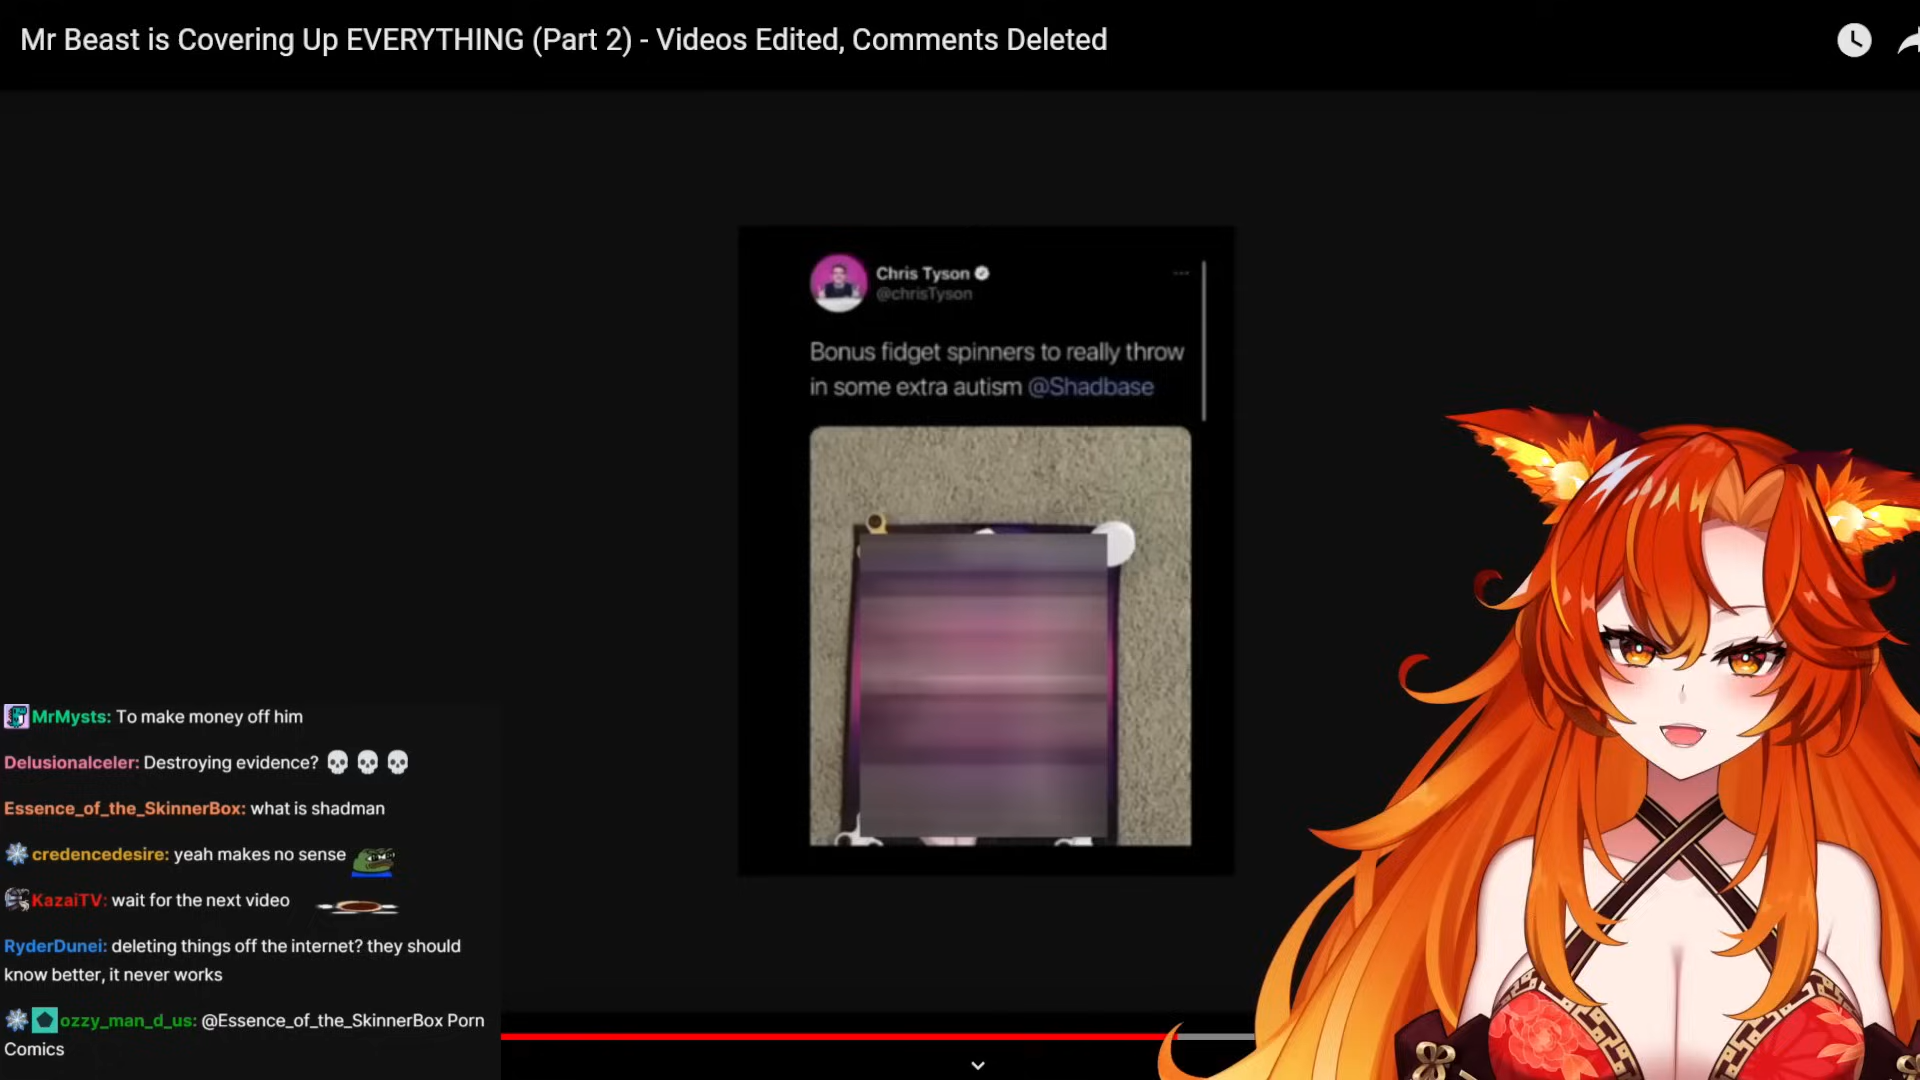 Mr Beast is Covering Up EVERYTHING (Part 2) - Videos Edited, Comments Deleted
Chris Tyson
@chrisTyson
Bonus fidget spinners to really throw
in some extra autism @Shadbase
MrMysts: To make money off him
Delusionalceler: Destroying evidence? 💀 💀 💀
Essence_of_the_SkinnerBox: what is shadman
credencedesire: yeah makes no sense
KazaiTV: wait for the next video
RyderDunei: deleting things off the internet? they should
know better, it never works
ozzy_man_d_us: @Essence_of_the_SkinnerBox Porn
Comics